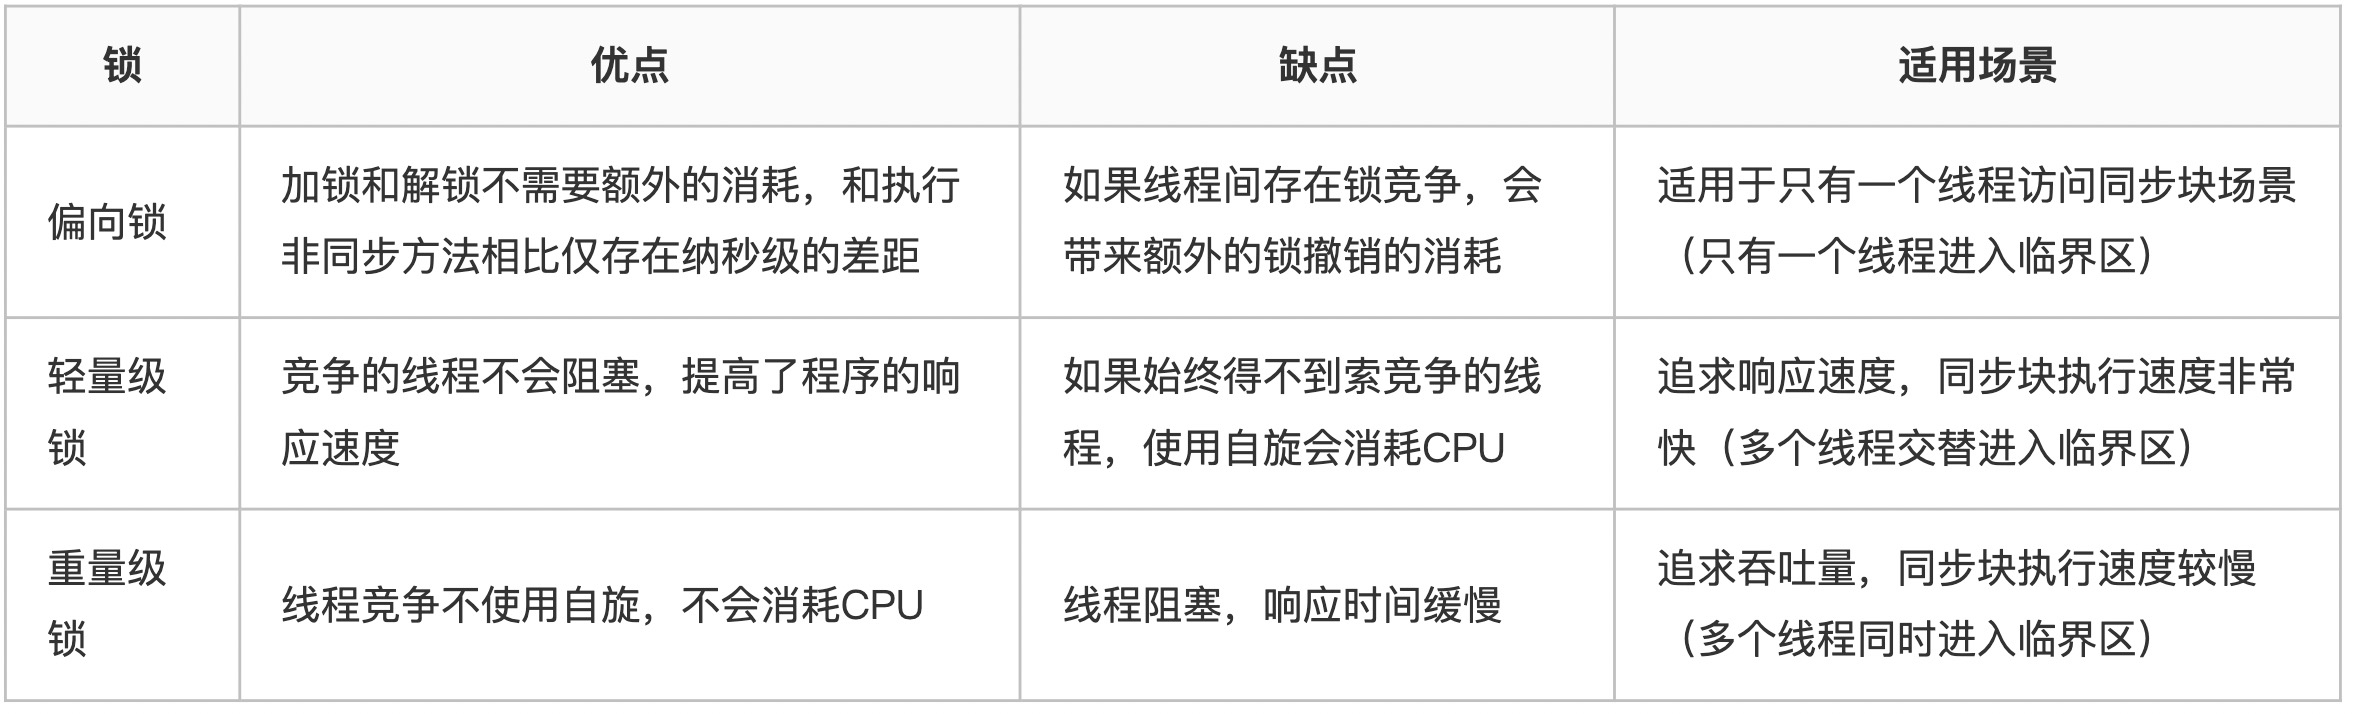 锁
优点
缺点
适用场景
偏向锁
加锁和解锁不需要额外的消耗，和执行
非同步方法相比仅存在纳秒级的差距
如果线程间存在锁竞争，会
带来额外的锁撤销的消耗
适用于只有一个线程访问同步块场景
（只有一个线程进入临界区）
轻量级
锁
竞争的线程不会阻塞，提高了程序的响
应速度
如果始终得不到索竞争的线
程，使用自旋会消耗CPU
追求响应速度，同步块执行速度非常
快（多个线程交替进入临界区）
重量级
锁
线程竞争不使用自旋，不会消耗CPU
线程阻塞，响应时间缓慢
追求吞吐量，同步块执行速度较慢
（多个线程同时进入临界区）